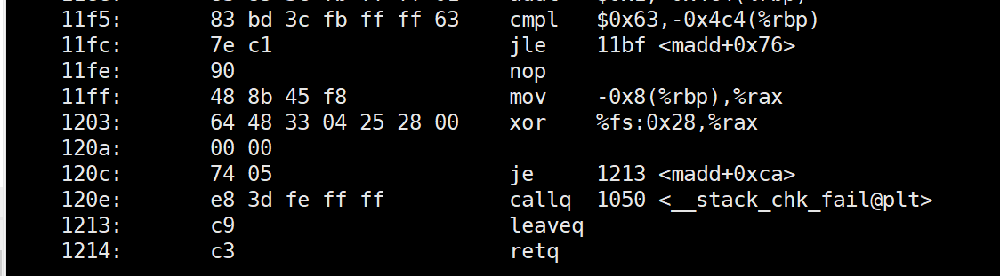 11f5: 83 bd 3c fb ff ff 63 cmpl $0x63,-0x4c4(%rbp)
11fc: 7e c1 jle 11bf <madd+0x76>
11fe: 90 nop
11ff: 48 8b 45 f8 mov -0x8(%rbp),%rax
1203: 64 48 33 04 25 28 00 xor %fs:0x28,%rax
120a: 00 00
120c: 74 05 je 1213 <madd+0xca>
120e: e8 3d fe ff ff callq 1050 <__stack_chk_fail@plt>
1213: c9 leaveq
1214: c3 retq